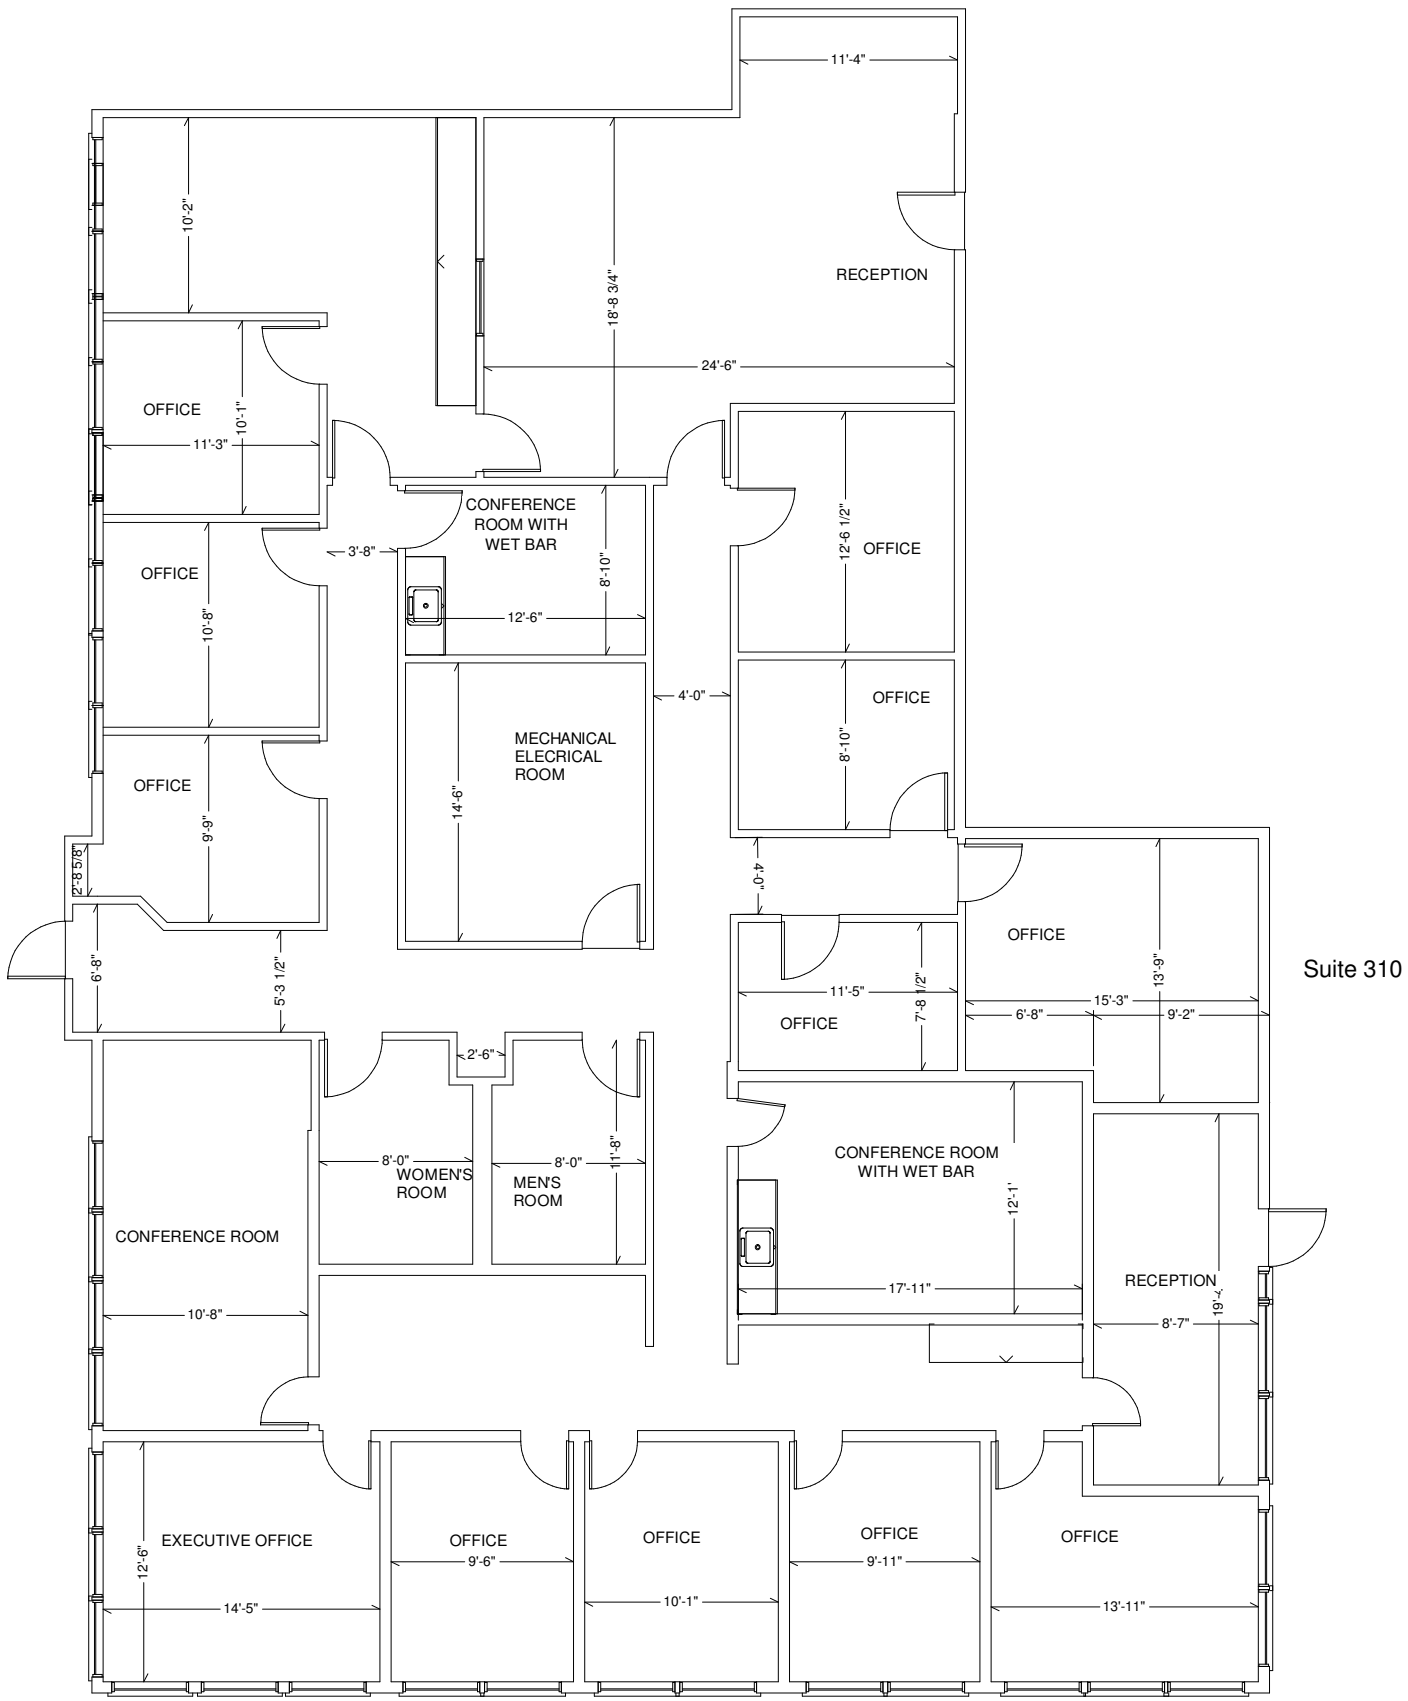 11'-4"
10'-2"
18'-8 3/4"
RECEPTION
24'-6"
OFFICE
10'-1"
11'-3"
CONFERENCE
ROOM WITH
WET BAR
12'-6 1/2"
OFFICE
3'-8"
8'-10"
OFFICE
10'-8"
12'-6"
4'-0"
OFFICE
8'-10"
MECHANICAL
ELECRICAL
ROOM
14'-6"
OFFICE
9'-9"
2'-8 5/8"
4'-0"
OFFICE
13'-9"
Suite 310
6'-8"
5'-3 1/2"
11'-5"
7'-8 1/2"
OFFICE
15'-3"
6'-8"
9'-2"
2'-6"
11'-8"
8'-0"
WOMEN'S
ROOM
8'-0"
MEN'S
ROOM
CONFERENCE ROOM
WITH WET BAR
12'-1'
CONFERENCE ROOM
10'-8"
17'-11"
RECEPTION
19'-4
8'-7"
EXECUTIVE OFFICE
12'-6"
14'-5"
OFFICE
9'-6"
OFFICE
10'-1"
OFFICE
9'-11"
OFFICE
13'-11"